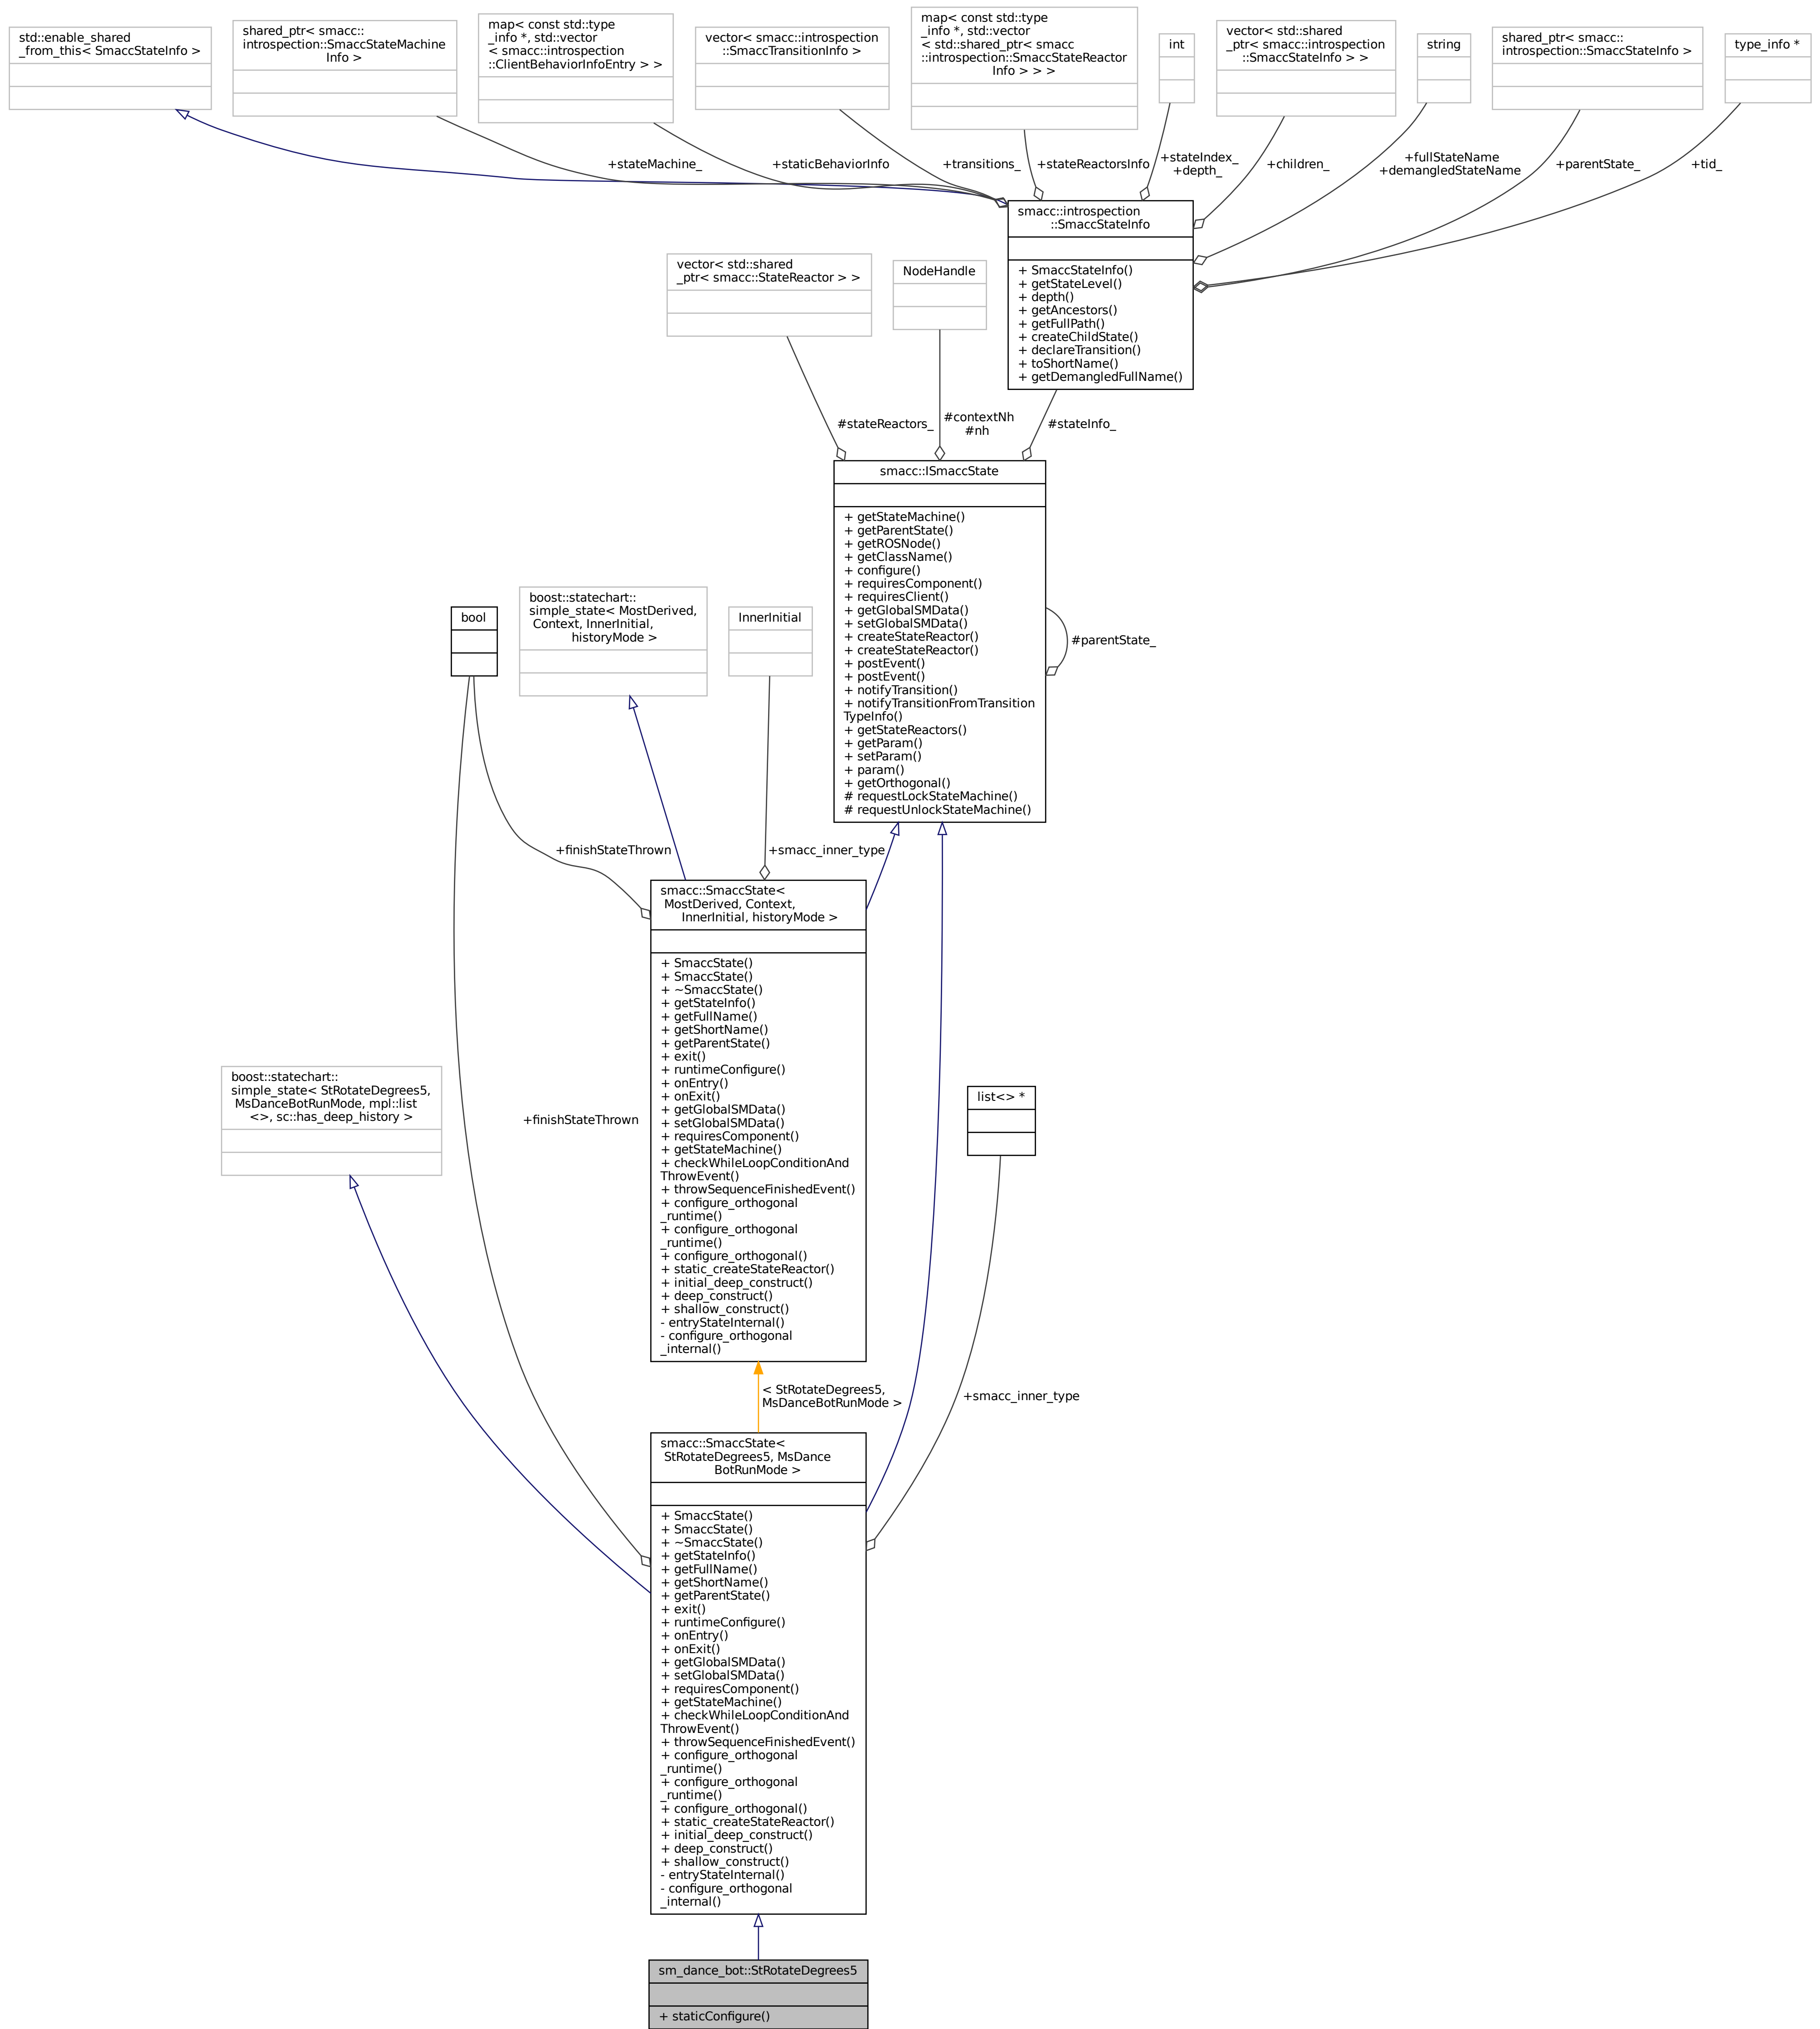 std::enable_shared
_from_this< SmaccStateInfo >
shared_ptr< smacc::
introspection::SmaccStateMachine
Info >
map< const std::type
_info *, std::vector
< smacc::introspection
::ClientBehaviorInfoEntry > >
vector< smacc::introspection
::SmaccTransitionInfo >
map< const std::type
_info *, std::vector
< std::shared_ptr< smacc
::introspection::SmaccStateReactor
Info > > >
int
vector< std::shared
_ptr< smacc::introspection
::SmaccStateInfo > >
string
shared_ptr< smacc::
introspection::SmaccStateInfo >
type_info *
+stateMachine_
+staticBehaviorInfo
+transitions_
+stateReactorsInfo
+stateIndex_
+depth_
+children_
+fullStateName
+demangledStateName
+parentState_
+tid_
smacc::introspection
::SmaccStateInfo
+ SmaccStateInfo()
+ getStateLevel()
+ depth()
+ getAncestors()
+ getFullPath()
+ createChildState()
+ declareTransition()
+ toShortName()
+ getDemangledFullName()
vector< std::shared
_ptr< smacc::StateReactor > >
NodeHandle
#stateReactors_
#contextNh
#nh
#stateInfo_
smacc::ISmaccState
+ getStateMachine()
+ getParentState()
+ getROSNode()
+ getClassName()
+ configure()
+ requiresComponent()
+ requiresClient()
+ getGlobalSMData()
+ setGlobalSMData()
+ createStateReactor()
+ createStateReactor()
+ postEvent()
+ postEvent()
+ notifyTransition()
+ notifyTransitionFromTransition
TypeInfo()
+ getStateReactors()
+ getParam()
+ setParam()
+ param()
+ getOrthogonal()
# requestLockStateMachine()
# requestUnlockStateMachine()
#parentState_
bool
boost::statechart::
simple_state< MostDerived,
Context, InnerInitial,
historyMode >
InnerInitial
+finishStateThrown
+smacc_inner_type
smacc::SmaccState<
MostDerived, Context,
InnerInitial, historyMode >
+ SmaccState()
+ SmaccState()
+ ~SmaccState()
+ getStateInfo()
+ getFullName()
+ getShortName()
+ getParentState()
+ exit()
+ runtimeConfigure()
+ onEntry()
+ onExit()
+ getGlobalSMData()
+ setGlobalSMData()
+ requiresComponent()
+ getStateMachine()
+ checkWhileLoopConditionAnd
ThrowEvent()
+ throwSequenceFinishedEvent()
+ configure_orthogonal
_runtime()
+ configure_orthogonal
_runtime()
+ configure_orthogonal()
+ static_createStateReactor()
+ initial_deep_construct()
+ deep_construct()
+ shallow_construct()
- entryStateInternal()
- configure_orthogonal
_internal()
boost::statechart::
simple_state< StRotateDegrees5,
MsDanceBotRunMode, mpl::list
<>, sc::has_deep_history >
+finishStateThrown
list<> *
< StRotateDegrees5,
MsDanceBotRunMode >
+smacc_inner_type
smacc::SmaccState<
StRotateDegrees5, MsDance
BotRunMode >
+ SmaccState()
+ SmaccState()
+ ~SmaccState()
+ getStateInfo()
+ getFullName()
+ getShortName()
+ getParentState()
+ exit()
+ runtimeConfigure()
+ onEntry()
+ onExit()
+ getGlobalSMData()
+ setGlobalSMData()
+ requiresComponent()
+ getStateMachine()
+ checkWhileLoopConditionAnd
ThrowEvent()
+ throwSequenceFinishedEvent()
+ configure_orthogonal
_runtime()
+ configure_orthogonal
_runtime()
+ configure_orthogonal()
+ static_createStateReactor()
+ initial_deep_construct()
+ deep_construct()
+ shallow_construct()
- entryStateInternal()
- configure_orthogonal
_internal()
sm_dance_bot::StRotateDegrees5
+ staticConfigure()